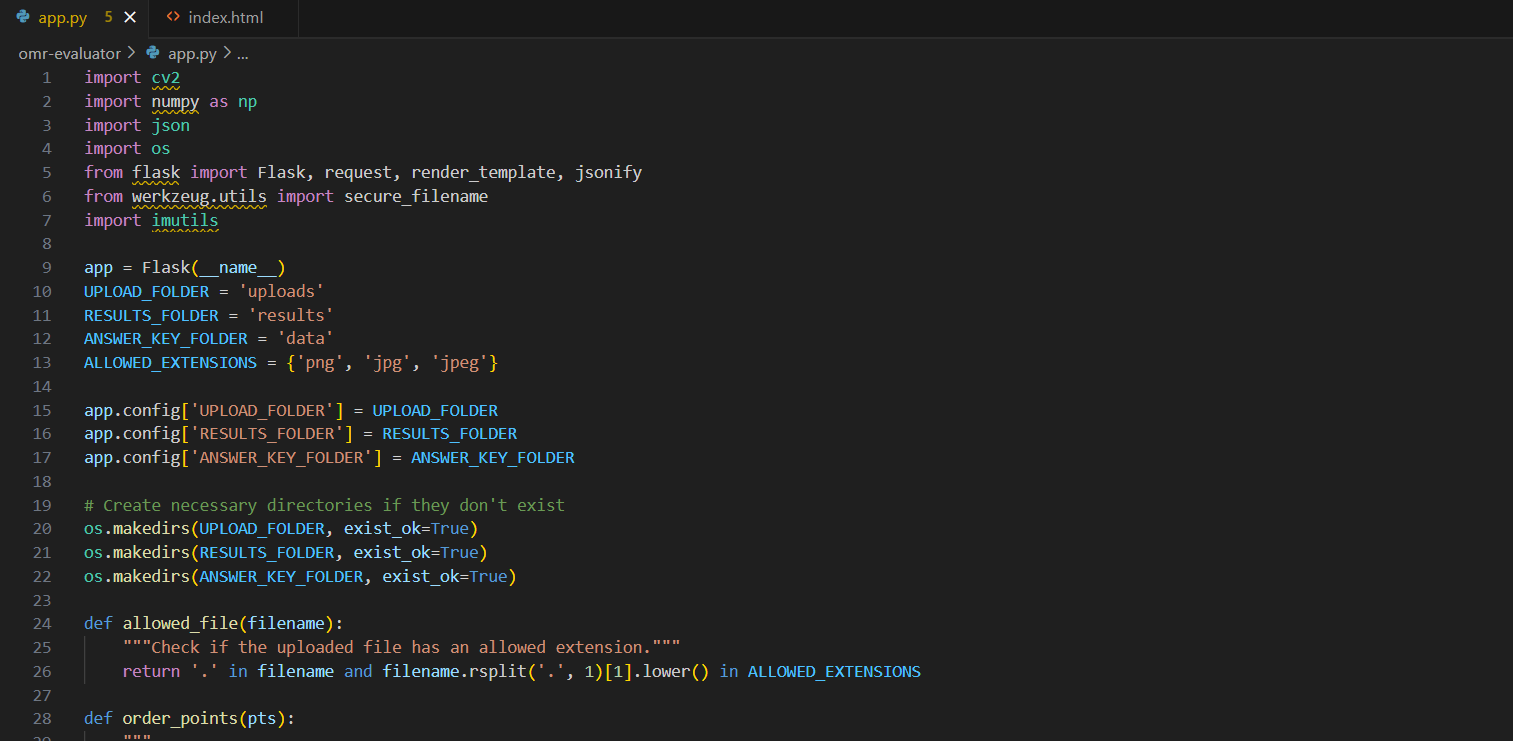 app.py 5 index.html
omr-evaluator > app.py > ...
1 import cv2
2 import numpy as np
3 import json
4 import os
5 from flask import Flask, request, render_template, jsonify
6 from werkzeug.utils import secure_filename
7 import imutils
8
9 app = Flask(__name__)
10 UPLOAD_FOLDER = 'uploads'
11 RESULTS_FOLDER = 'results'
12 ANSWER_KEY_FOLDER = 'data'
13 ALLOWED_EXTENSIONS = {'png', 'jpg', 'jpeg'}
14
15 app.config['UPLOAD_FOLDER'] = UPLOAD_FOLDER
16 app.config['RESULTS_FOLDER'] = RESULTS_FOLDER
17 app.config['ANSWER_KEY_FOLDER'] = ANSWER_KEY_FOLDER
18
19 # Create necessary directories if they don't exist
20 os.makedirs(UPLOAD_FOLDER, exist_ok=True)
21 os.makedirs(RESULTS_FOLDER, exist_ok=True)
22 os.makedirs(ANSWER_KEY_FOLDER, exist_ok=True)
23
24 def allowed_file(filename):
25     """Check if the uploaded file has an allowed extension."""
26     return '.' in filename and filename.rsplit('.', 1)[1].lower() in ALLOWED_EXTENSIONS
27
28 def order_points(pts):
29     """